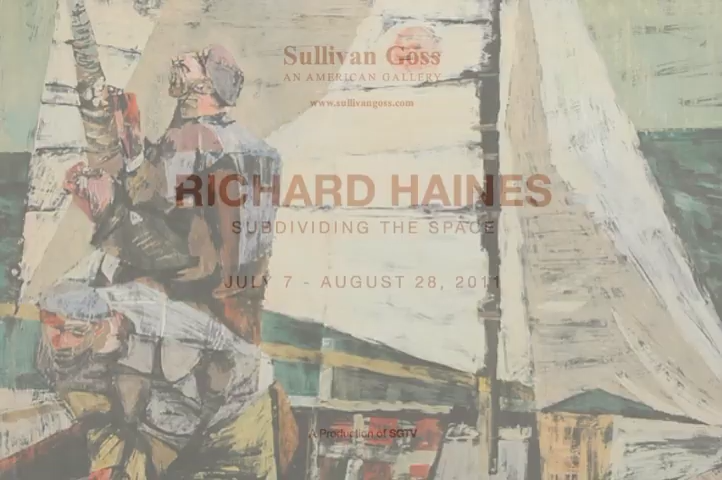 Sullivan Goss
AN AMERICAN GALLERY
www.sullivangoss.com
RICHARD HAINES
SUBDIVIDING THE SPACE
JULY 7 - AUGUST 28, 2011
A Production of SGTV